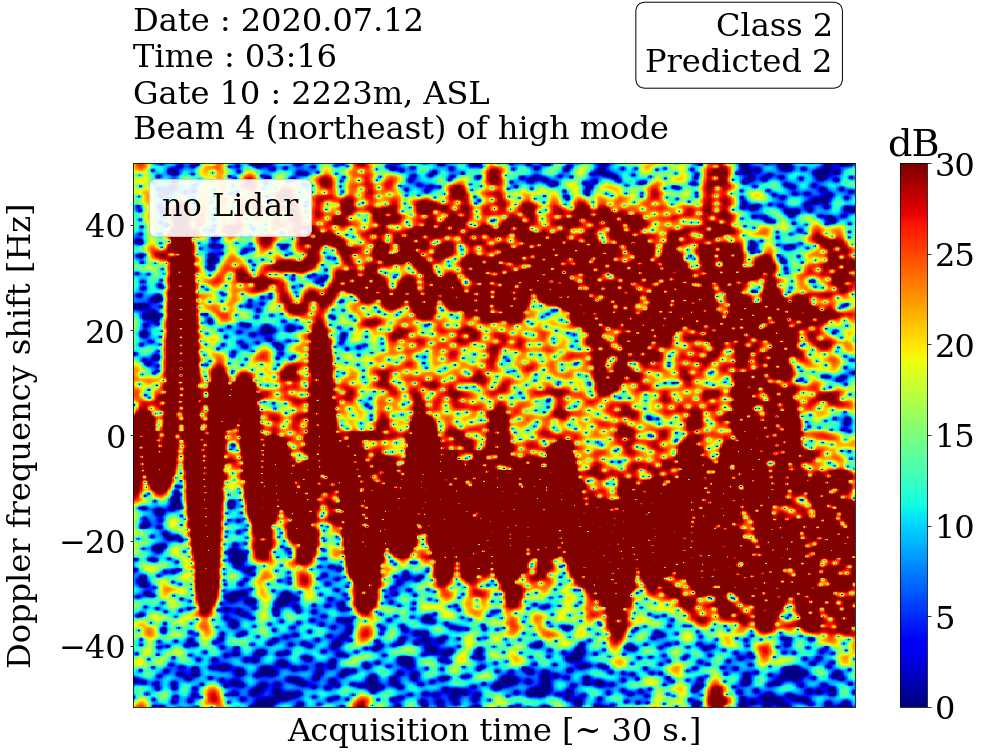 Date : 2020.07.12
Time : 03:16
Gate 10 : 2223m, ASL
Beam 4 (northeast) of high mode
Class 2
Predicted 2
dB
no Lidar
Doppler frequency shift [Hz]
40
20
0
−20
−40
30
25
20
15
10
5
0
Acquisition time [~ 30 s.]